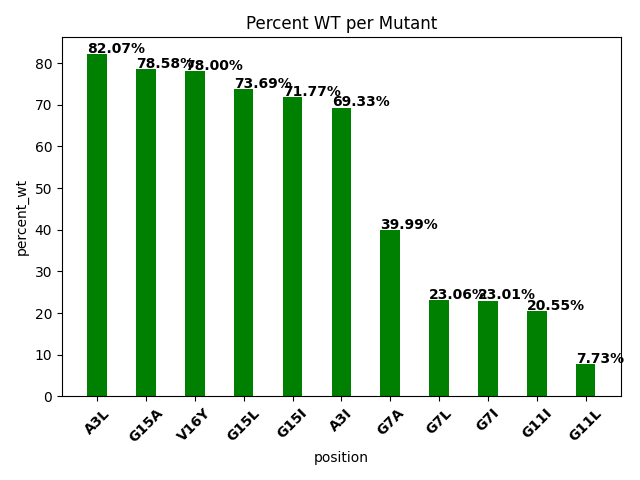 Percent WT per Mutant
82.07%
78.58%
78.00%
73.69%
71.77%
69.33%
39.99%
23.06%
23.01%
20.55%
7.73%
percent_wt
80
70
60
50
40
30
20
10
0
A3L
G15A
V16Y
G15L
G15I
A3I
G7A
G7L
G7I
G11I
G11L
position